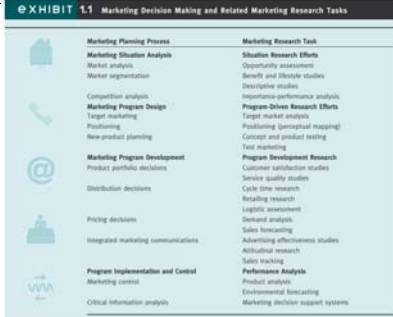 eXHIBIT 1.1 Marketing Decision Making and Related Marketing Research Tasks
Marketing Planning Process Marketing Research Task
Marketing Situation Analysis Situation Research Efforts
Market analysis Opportunity assessment
Market segmentation Benefit and lifestyle studies
Descriptive studies
Competition analysis Importance-performance analysis
Marketing Program Design Program-Driven Research Efforts
Target marketing Target market analysis
Positioning Positioning (perceptual mapping)
New-product planning Concept and product testing
Test marketing
Marketing Program Development Program Development Research
Product portfolio decisions Customer satisfaction studies
Service quality studies
Distribution decisions Cycle time research
Retailing research
Logistic assessment
Pricing decisions Demand analysis
Sales forecasting
Integrated marketing communications Advertising effectiveness studies
Attitudinal research
Sales tracking
Program Implementation and Control Performance Analysis
Marketing control Product analysis
Environmental forecasting
Critical information analysis Marketing decision support systems